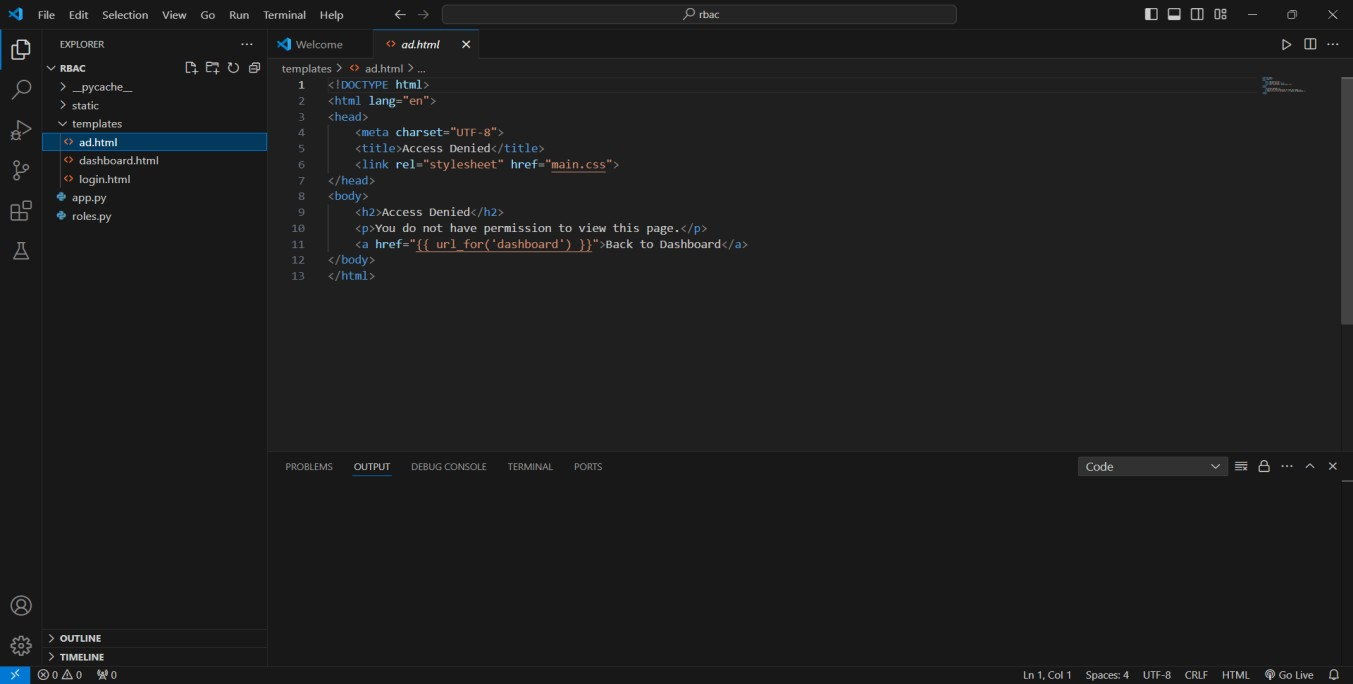 File Edit Selection View Go Run Terminal Help
rbac
EXPLORER
RBAC
__pycache__
static
templates
ad.html
dashboard.html
login.html
app.py
roles.py
OUTLINE
TIMELINE
Welcome
ad.html
templates > ad.html > ...
1 <!DOCTYPE html>
2 <html lang="en">
3 <head>
4 <meta charset="UTF-8">
5 <title>Access Denied</title>
6 <link rel="stylesheet" href="main.css">
7 </head>
8 <body>
9 <h2>Access Denied</h2>
10 <p>You do not have permission to view this page.</p>
11 <a href="{{ url_for('dashboard') }}">Back to Dashboard</a>
12 </body>
13 </html>
PROBLEMS OUTPUT DEBUG CONSOLE TERMINAL PORTS
Code
0 0 0
Ln 1, Col 1 Spaces: 4 UTF-8 CRLF HTML Go Live